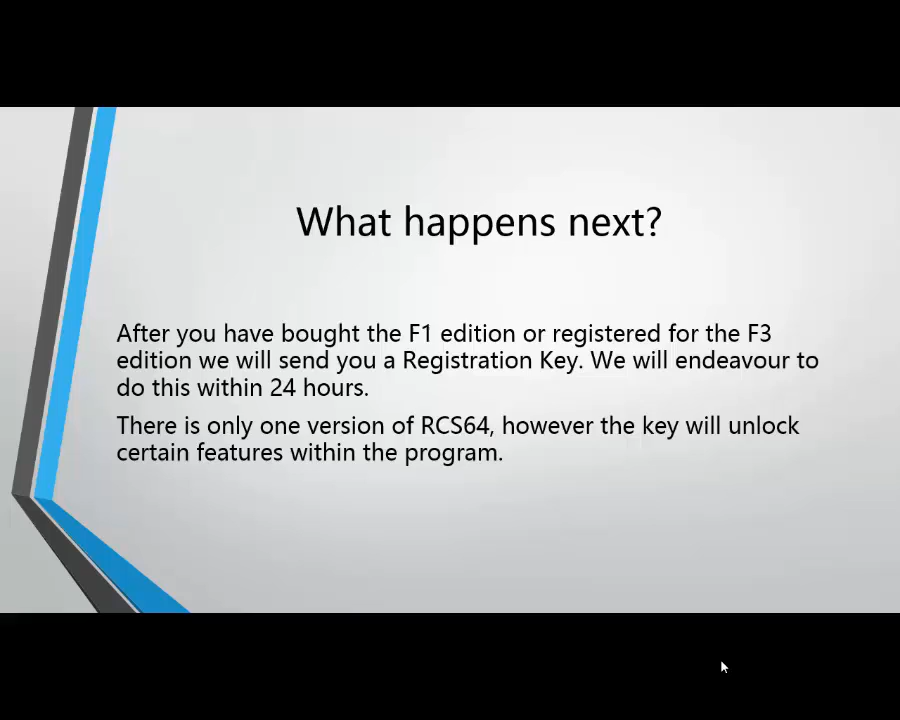 What happens next?
After you have bought the F1 edition or registered for the F3
edition we will send you a Registration Key. We will endeavour to
do this within 24 hours.
There is only one version of RCS64, however the key will unlock
certain features within the program.